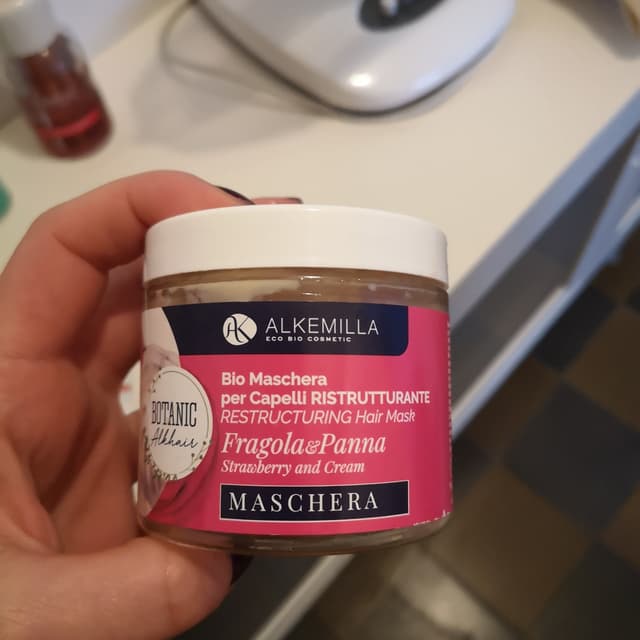 AK ALKEMILLA
ECO BIO COSMETIC
Bio Maschera
per Capelli RISTRUTTURANTE
RESTRUCTURING Hair Mask
Fragola&Panna
Strawberry and Cream
MASCHERA
BOTANIC
Alkhair